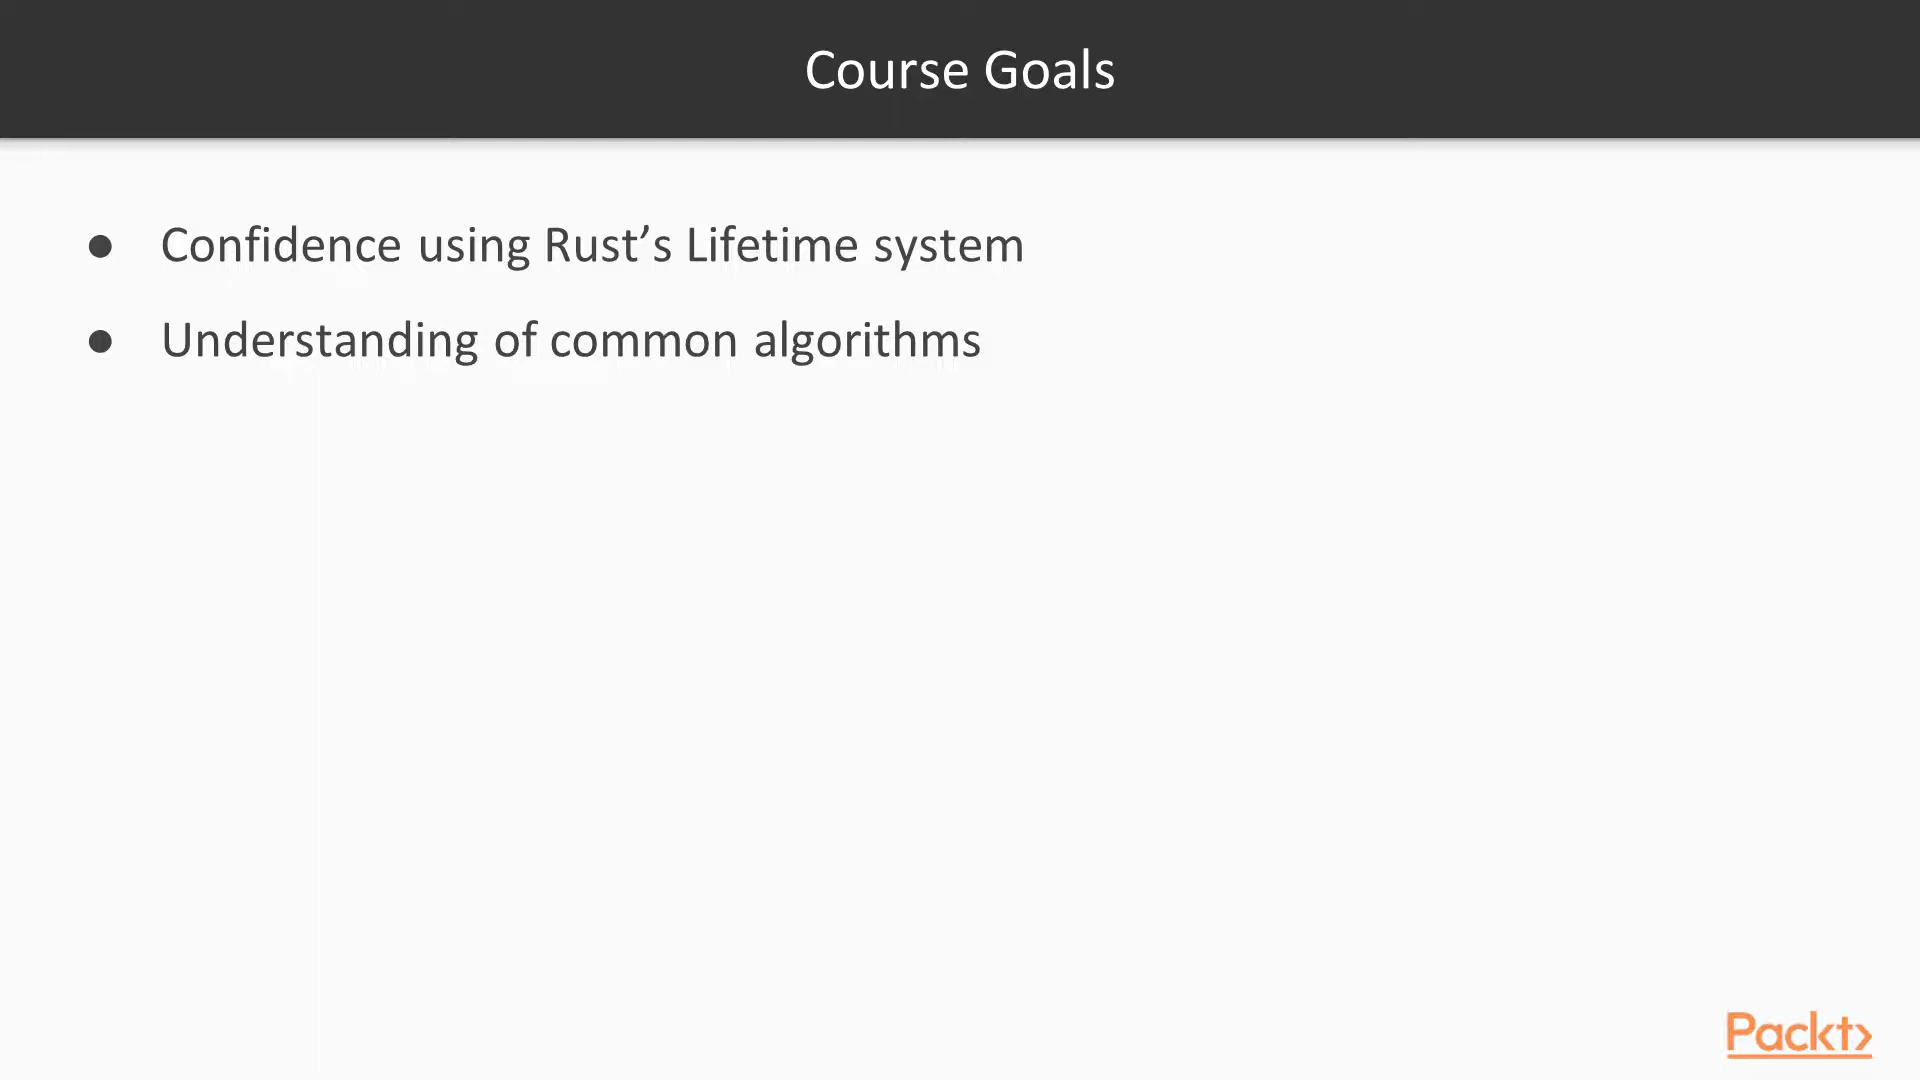 Course Goals
● Confidence using Rust’s Lifetime system
● Understanding of common algorithms
Packt›